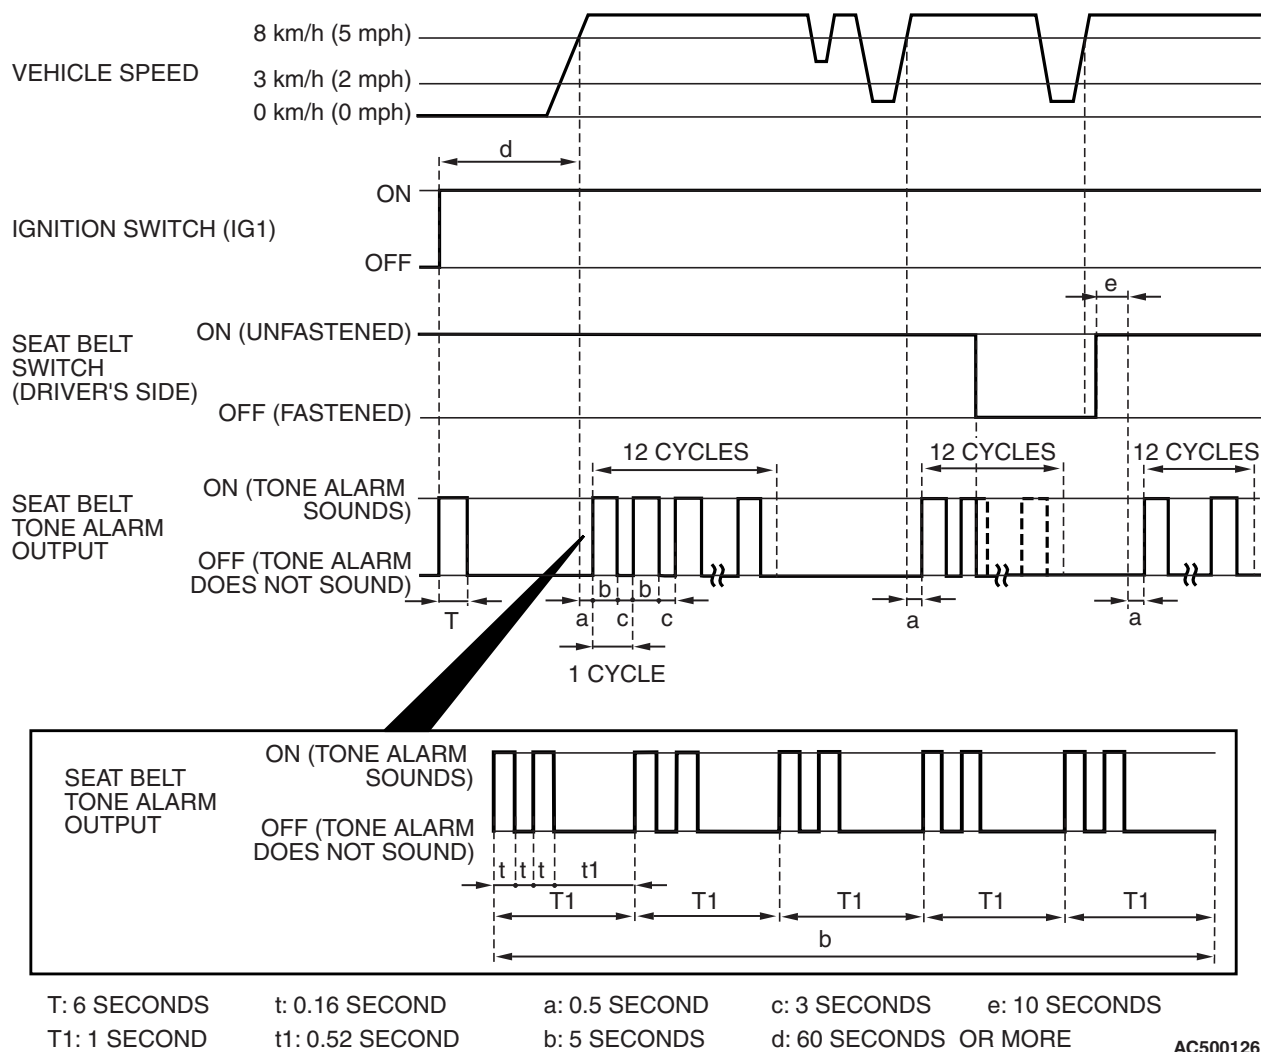 8 km/h (5 mph)
VEHICLE SPEED
3 km/h (2 mph)
0 km/h (0 mph)
d
ON
IGNITION SWITCH (IG1)
OFF
e
ON (UNFASTENED)
SEAT BELT
SWITCH
(DRIVER'S SIDE)
OFF (FASTENED)
12 CYCLES
12 CYCLES
12 CYCLES
ON (TONE ALARM
SOUNDS)
SEAT BELT
TONE ALARM
OUTPUT
OFF (TONE ALARM
DOES NOT SOUND)
b
b
T
a
c
c
a
a
1 CYCLE
ON (TONE ALARM
SOUNDS)
SEAT BELT
TONE ALARM
OUTPUT
OFF (TONE ALARM
DOES NOT SOUND)
t
t
t
t1
T1
T1
T1
T1
T1
b
T: 6 SECONDS
t: 0.16 SECOND
a: 0.5 SECOND
c: 3 SECONDS
e: 10 SECONDS
T1: 1 SECOND
t1: 0.52 SECOND
b: 5 SECONDS
d: 60 SECONDS OR MORE
AC500126